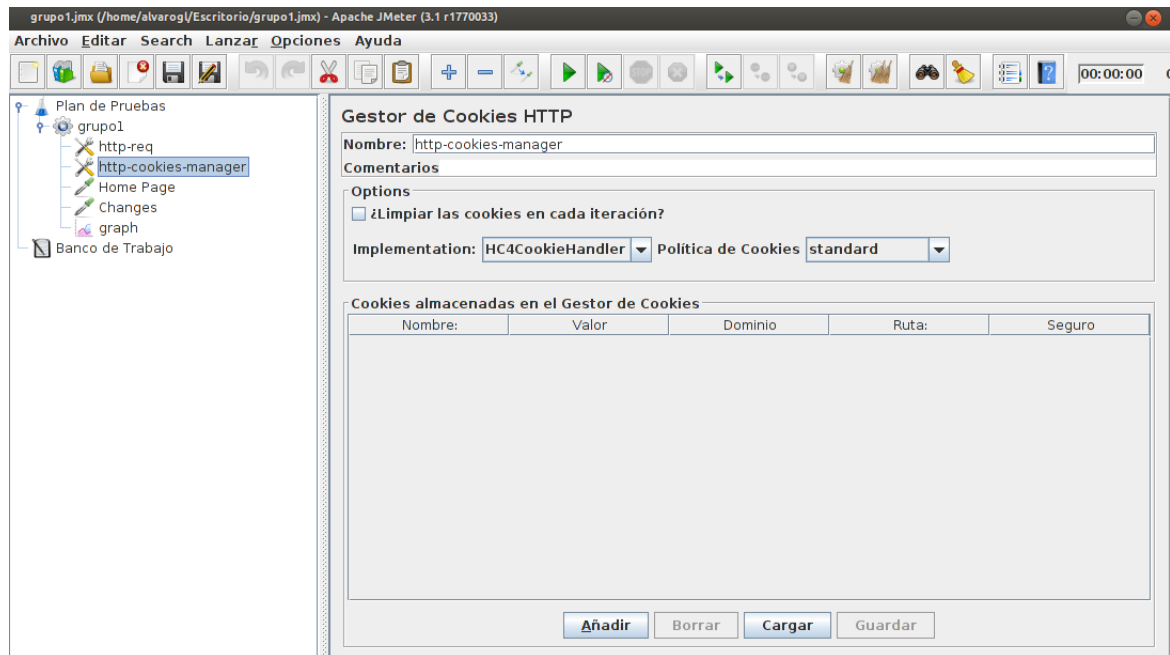 grupo1.jmx (/home/alvarogl/Escritorio/grupo1.jmx) - Apache JMeter (3.1 r1770033)
Archivo Editar Search Lanzar Opciones Ayuda
STOP 00:00:00
Plan de Pruebas
grupo1
http-req
http-cookies-manager
Home Page
Changes
graph
Banco de Trabajo
Gestor de Cookies HTTP
Nombre: http-cookies-manager
Comentarios
Options
¿Limpiar las cookies en cada iteración?
Implementation: HC4CookieHandler Política de Cookies standard
Cookies almacenadas en el Gestor de Cookies
Nombre: Valor Dominio Ruta: Seguro
Añadir Borrar Cargar Guardar